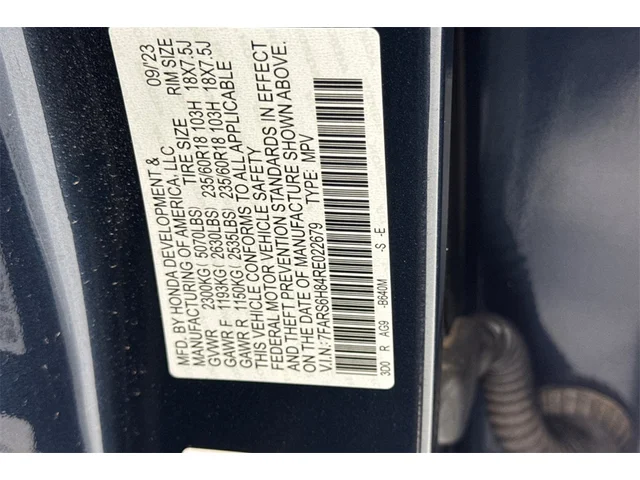 MFD. BY HONDA DEVELOPMENT & 09/'23
MANUFACTURING OF AMERICA, LLC
TIRE SIZE RIM SIZE
GVWR 2300KG( 5070LBS)
GAWR F 1193KG( 2630LBS) 235/60R18 103H 18X7.5J
GAWR R 1150KG( 2535LBS) 235/60R18 103H 18X7.5J
THIS VEHICLE CONFORMS TO ALL APPLICABLE
FEDERAL MOTOR VEHICLE SAFETY
AND THEFT PREVENTION STANDARDS IN EFFECT
ON THE DATE OF MANUFACTURE SHOWN ABOVE.
V.I.N: 7FARS6H84RE022679 TYPE: MPV
3D0 R AG9 -B640M -S -E